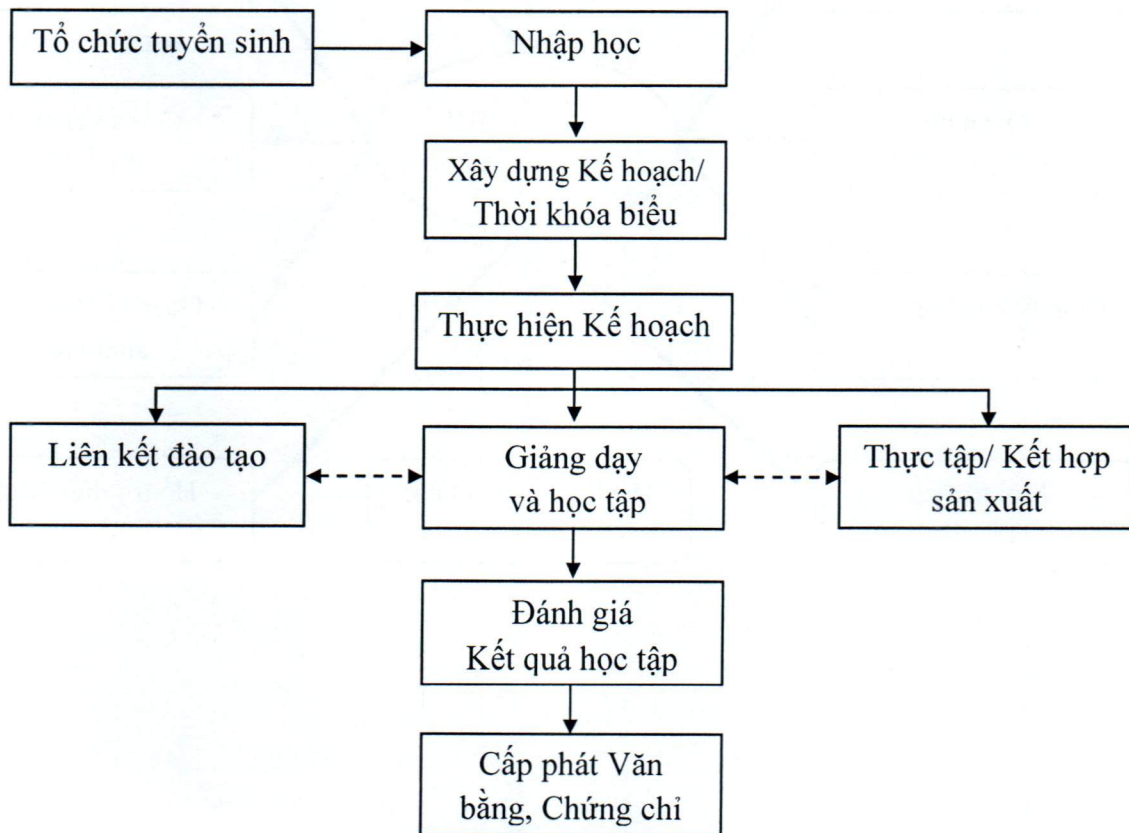 Tổ chức tuyển sinh
Nhập học
Xây dựng Kế hoạch/
Thời khóa biểu
Thực hiện Kế hoạch
Liên kết đào tạo
Giảng dạy
và học tập
Thực tập/ Kết hợp
sản xuất
Đánh giá
Kết quả học tập
Cấp phát Văn
bằng, Chứng chỉ